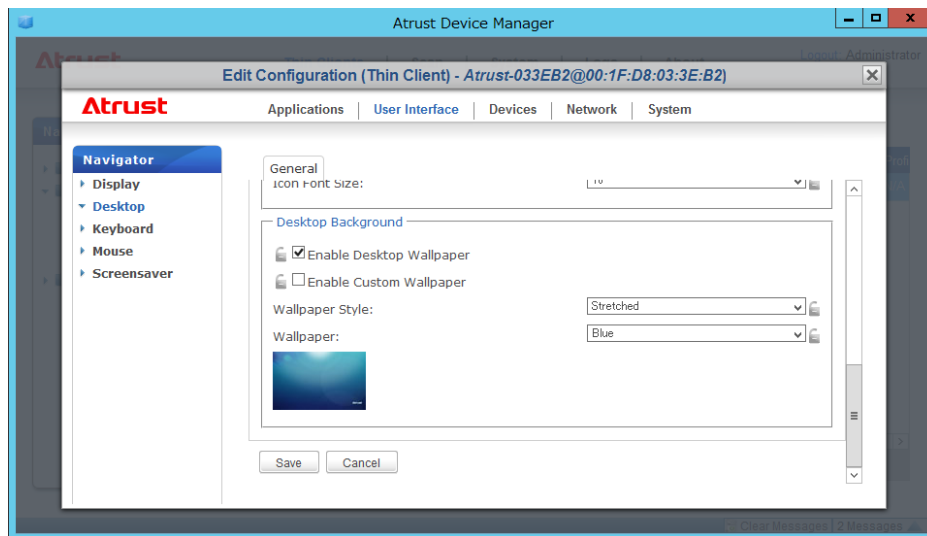 Atrust Device Manager
Logout: Administrator
Edit Configuration (Thin Client) - Atrust-033EB2@00:1F:D8:03:3E:B2)
Atrust
Applications | User Interface | Devices | Network | System
Navigator
Display
Desktop
Keyboard
Mouse
Screensaver
General
Icon Font Size:
Desktop Background
Enable Desktop Wallpaper
Enable Custom Wallpaper
Wallpaper Style: Stretched
Wallpaper: Blue
Save Cancel
Clear Messages | 2 Messages